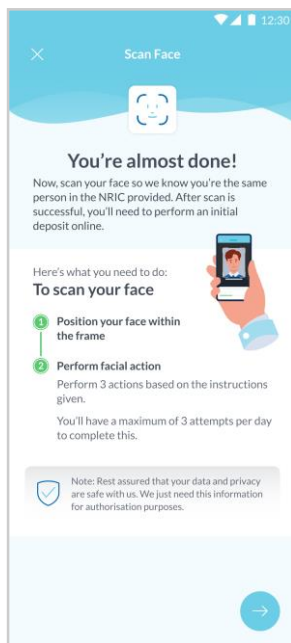 12:30
Scan Face
You're almost done!
Now, scan your face so we know you're the same
person in the NRIC provided. After scan is
successful, you'll need to perform an initial
deposit online.
Here's what you need to do:
To scan your face
1 Position your face within
the frame
2 Perform facial action
Perform 3 actions based on the instructions
given.
You'll have a maximum of 3 attempts per day
to complete this.
Note: Rest assured that your data and privacy
are safe with us. We just need this information
for authorisation purposes.